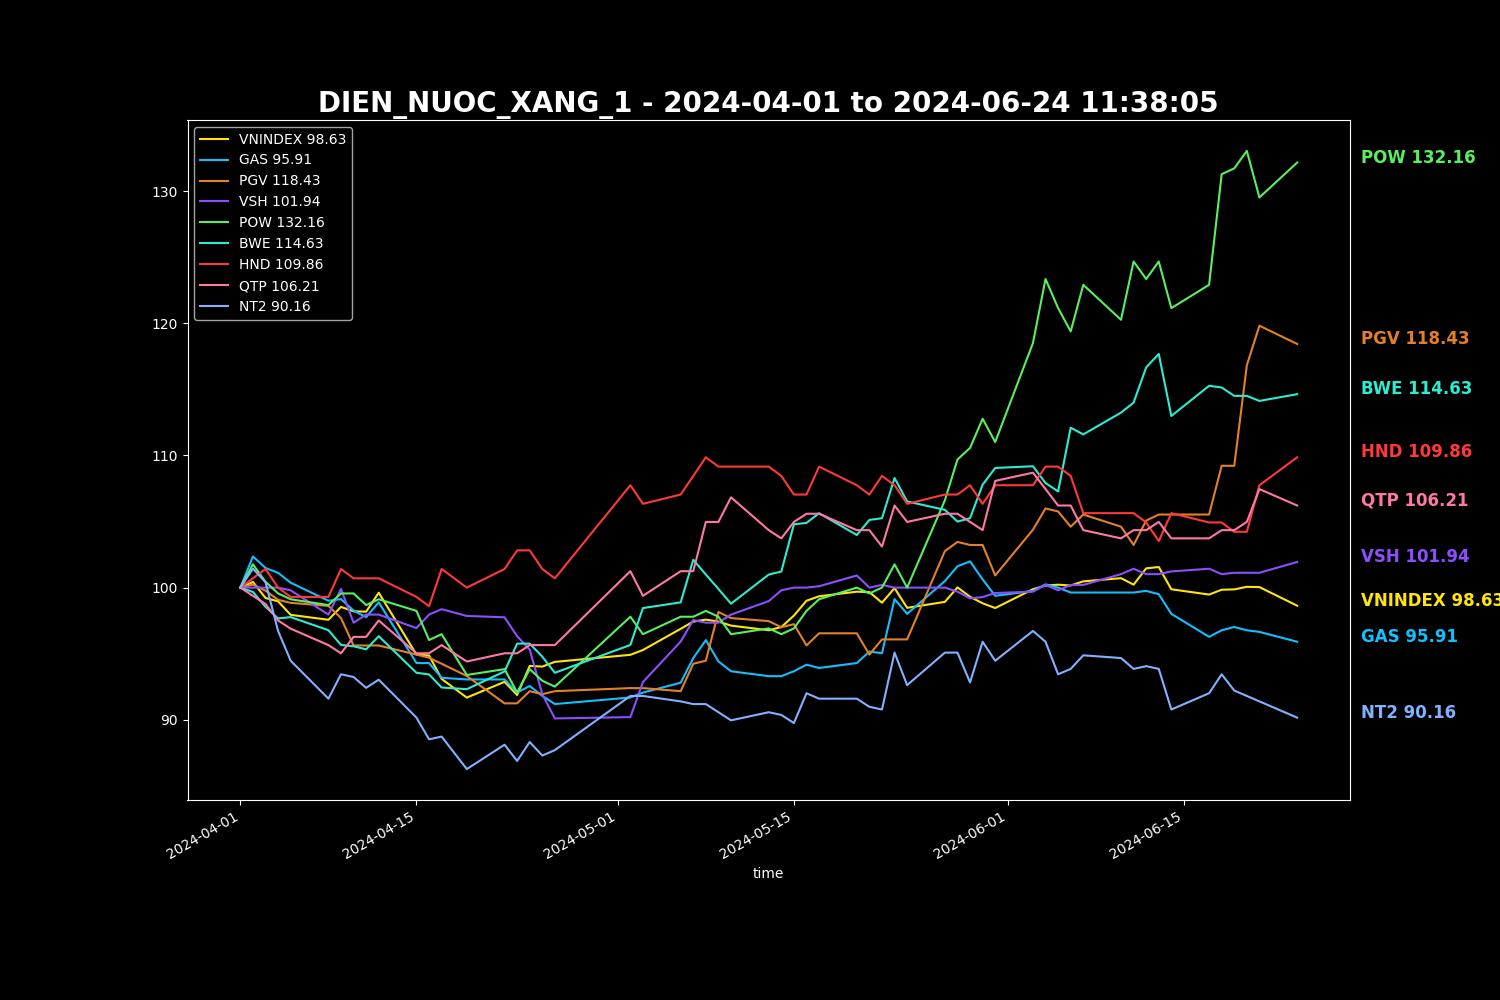 DIEN_NUOC_XANG_1 - 2024-04-01 to 2024-06-24 11:38:05
VNINDEX 98.63
GAS 95.91
PGV 118.43
VSH 101.94
POW 132.16
BWE 114.63
HND 109.86
QTP 106.21
NT2 90.16
130
120
110
100
90
POW 132.16
PGV 118.43
BWE 114.63
HND 109.86
QTP 106.21
VSH 101.94
VNINDEX 98.63
GAS 95.91
NT2 90.16
2024-04-01
2024-04-15
2024-05-01
2024-05-15
2024-06-01
2024-06-15
time